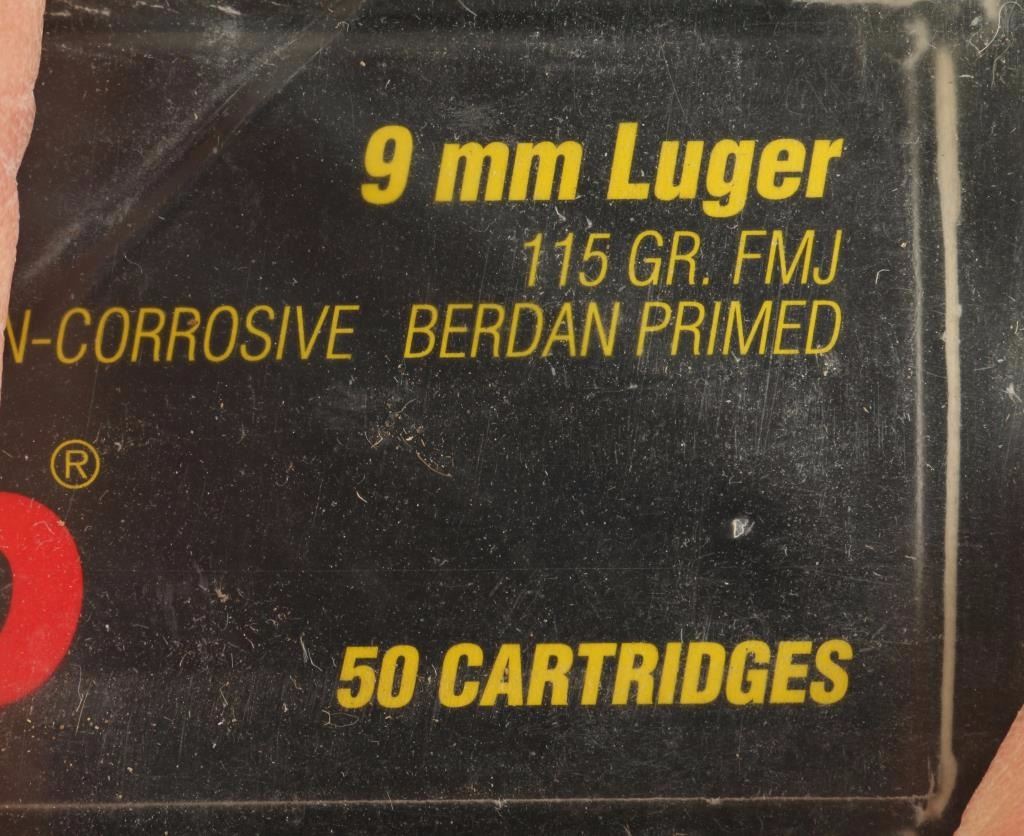 9 mm Luger
115 GR. FMJ
N-CORROSIVE BERDAN PRIMED
®
50 CARTRIDGES